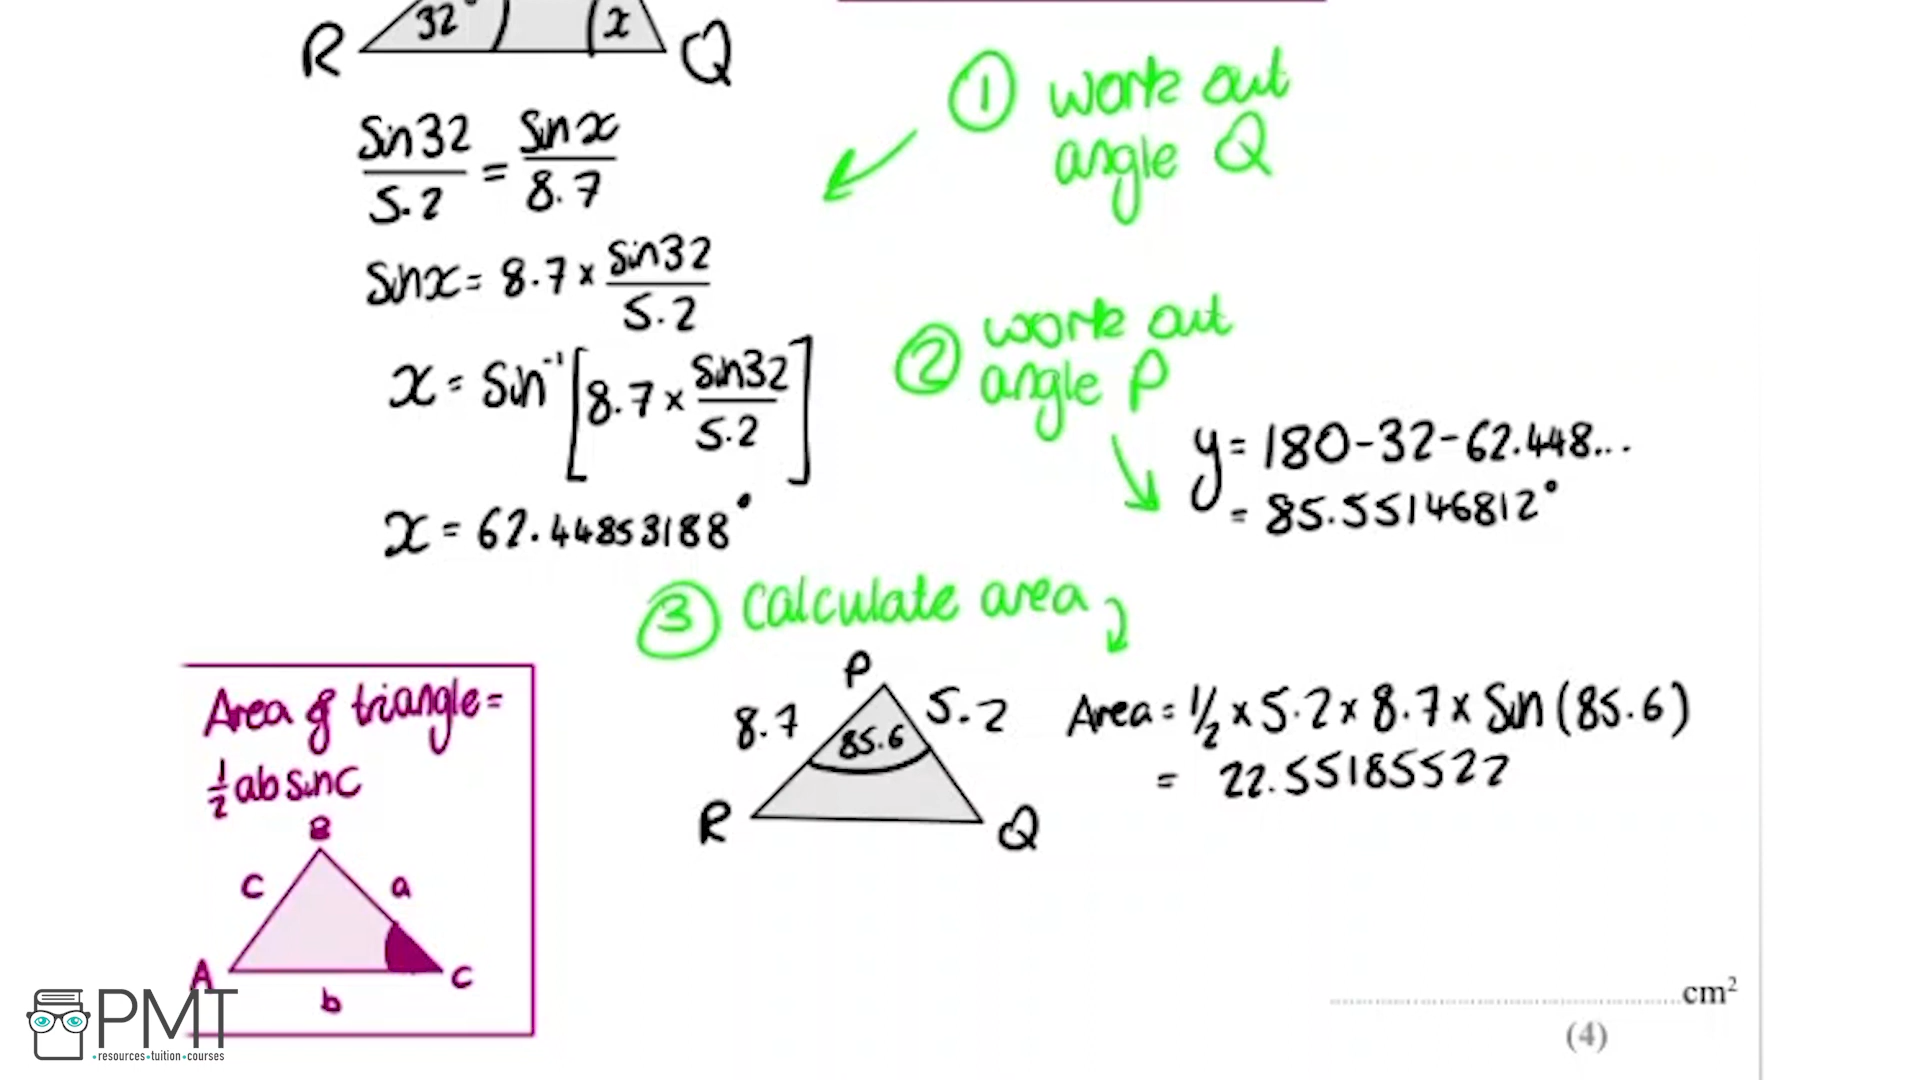 R 32° x Q
① work out
angle Q
Sin32/5.2 = Sinx/8.7
Sinx = 8.7 × Sin32/5.2
② work out
angle P
x = Sin⁻¹[8.7 × Sin32/5.2]
y = 180-32-62.448...
= 85.55146812°
x = 62.44853188°
③ Calculate area
P
8.7 85.6 5.2
R Q
Area = 1/2 × 5.2 × 8.7 × Sin(85.6)
= 22.55185522
Area of triangle =
1/2 ab sinC
B
c a
A C
b
PMT
•resources•tuition•courses
cm²
(4)